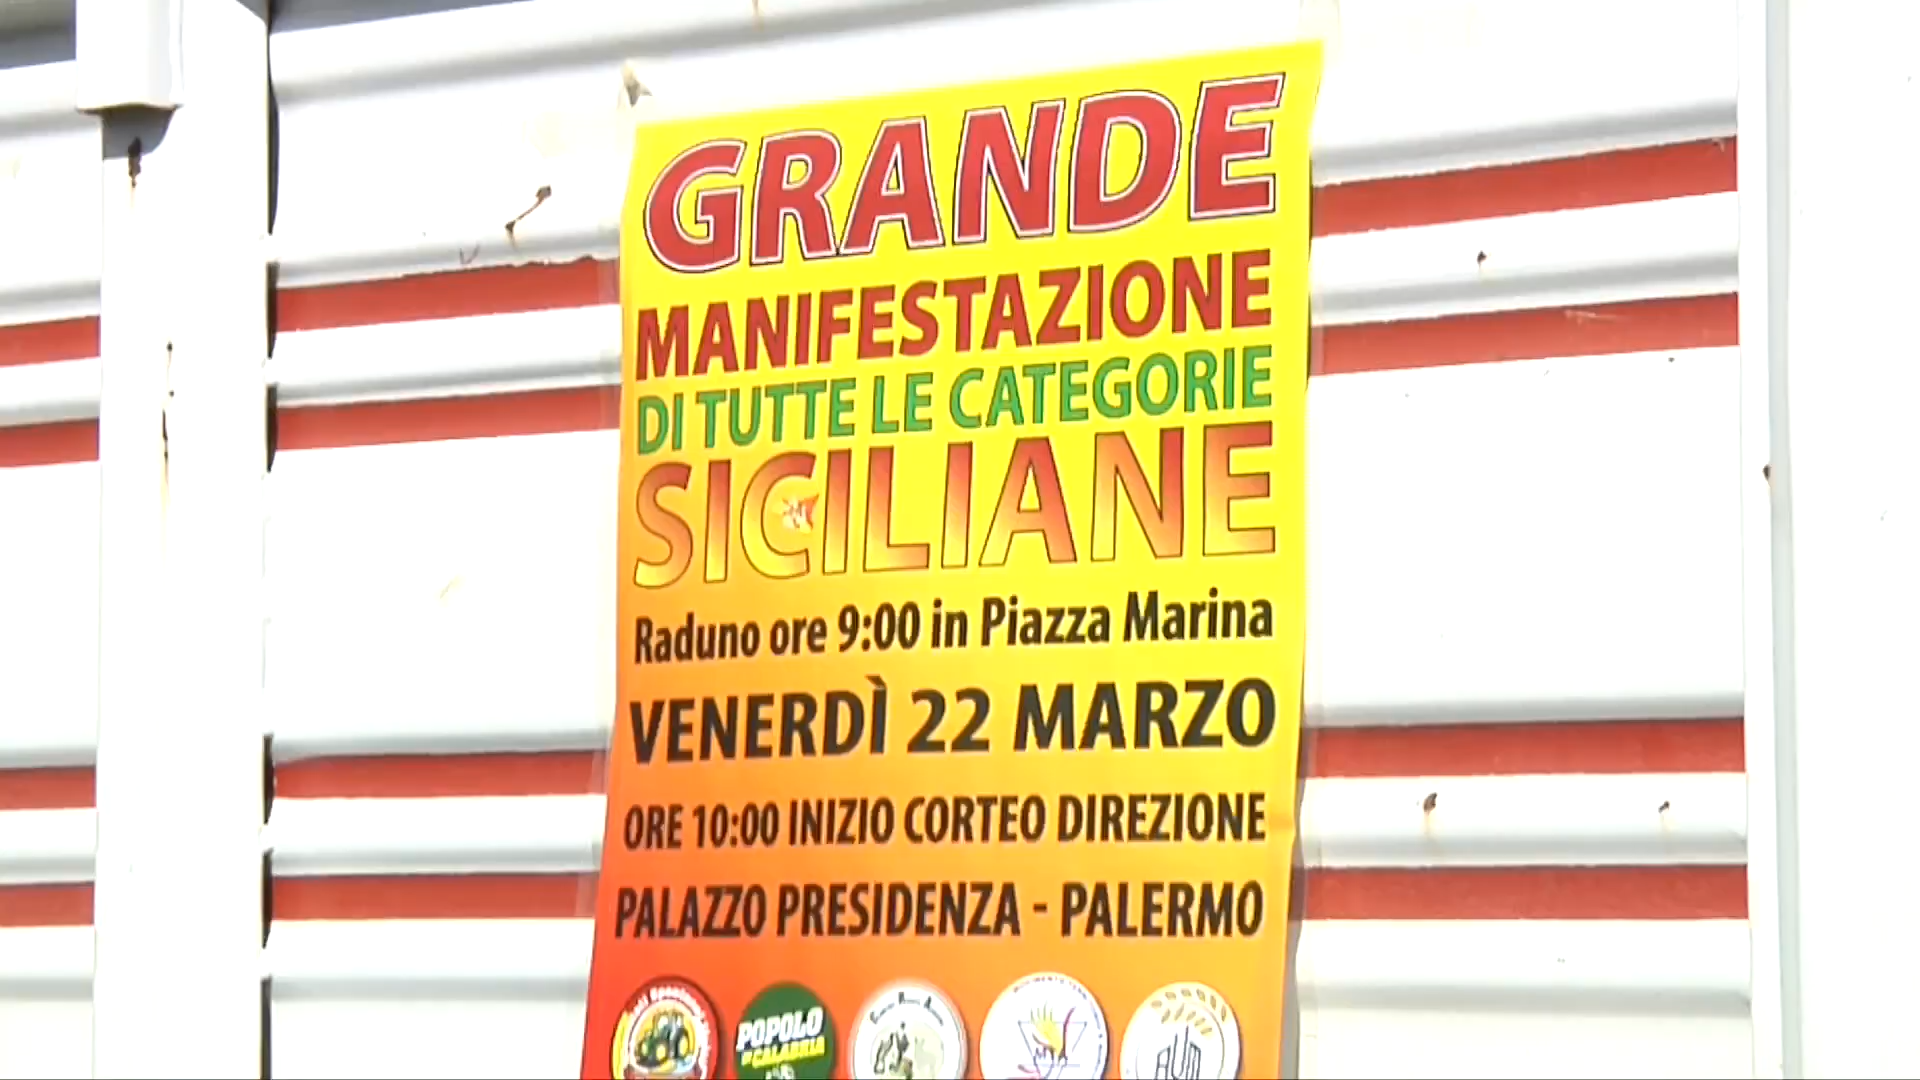 GRANDE
MANIFESTAZIONE
DI TUTTE LE CATEGORIE
SICILIANE
Raduno ore 9:00 in Piazza Marina
VENERDÌ 22 MARZO
ORE 10:00 INIZIO CORTEO DIREZIONE
PALAZZO PRESIDENZA - PALERMO
POPOLO